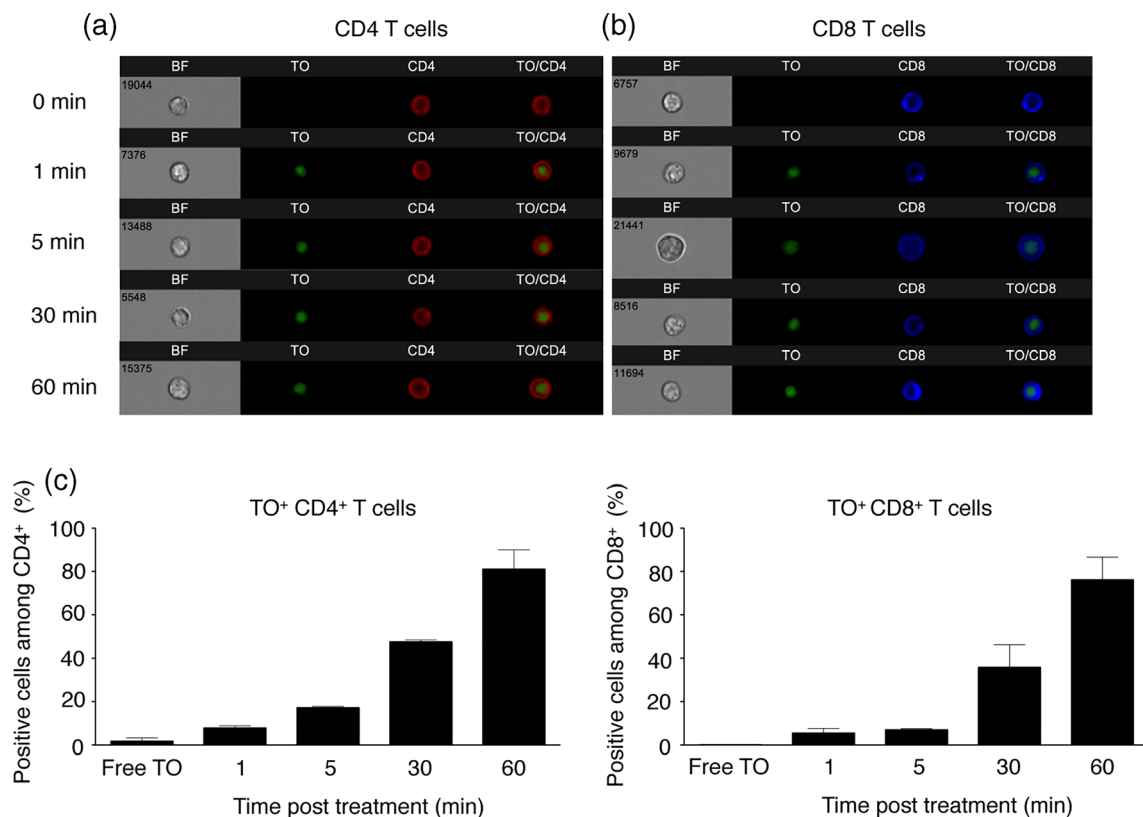 (a) CD4 T cells (b) CD8 T cells
BF TO CD4 TO/CD4 BF TO CD8 TO/CD8
0 min 19044 6757
BF TO CD4 TO/CD4 BF TO CD8 TO/CD8
1 min 7376 9679
BF TO CD4 TO/CD4 BF TO CD8 TO/CD8
5 min 13488 21441
BF TO CD4 TO/CD4 BF TO CD8 TO/CD8
30 min 5548 8516
BF TO CD4 TO/CD4 BF TO CD8 TO/CD8
60 min 15375 11694
(c)
TO⁺ CD4⁺ T cells
Positive cells among CD4⁺ (%)
100
80
60
40
20
0
Free TO 1 5 30 60
Time post treatment (min)
TO⁺ CD8⁺ T cells
Positive cells among CD8⁺ (%)
100
80
60
40
20
0
Free TO 1 5 30 60
Time post treatment (min)